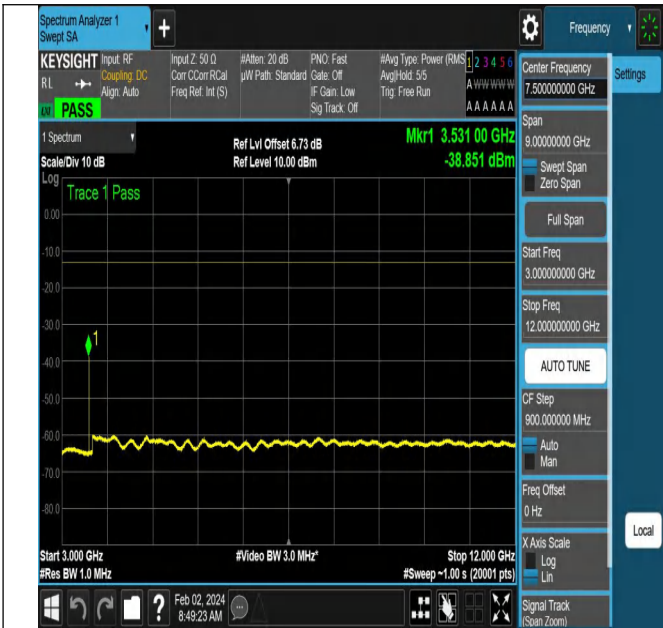 Spectrum Analyzer 1
Swept SA
Frequency
KEYSIGHT
RL
Input: RF
Coupling: DC
Align: Auto
Input Z: 50 Ω
Corr CCorr RCal
Freq Ref: Int (S)
#Atten: 20 dB
µW Path: Standard
PNO: Fast
Gate: Off
IF Gain: Low
Sig Track: Off
#Avg Type: Power (RMS
Avg|Hold: 5/5
Trig: Free Run
1 2 3 4 5 6
A W W W W W
A A A A A A
PASS
1 Spectrum
Scale/Div 10 dB
Log
Ref Lvl Offset 6.73 dB
Ref Level 10.00 dBm
Mkr1 3.531 00 GHz
-38.851 dBm
Trace 1 Pass
0.00
-10.0
-20.0
-30.0
-40.0
-50.0
-60.0
-70.0
-80.0
1
Start 3.000 GHz
#Res BW 1.0 MHz
#Video BW 3.0 MHz*
Stop 12.000 GHz
#Sweep ~1.00 s (20001 pts)
Feb 02, 2024
8:49:23 AM
Center Frequency
7.500000000 GHz
Settings
Span
9.00000000 GHz
Swept Span
Zero Span
Full Span
Start Freq
3.000000000 GHz
Stop Freq
12.000000000 GHz
AUTO TUNE
CF Step
900.000000 MHz
Auto
Man
Freq Offset
0 Hz
X Axis Scale
Log
Lin
Local
Signal Track
(Span Zoom)